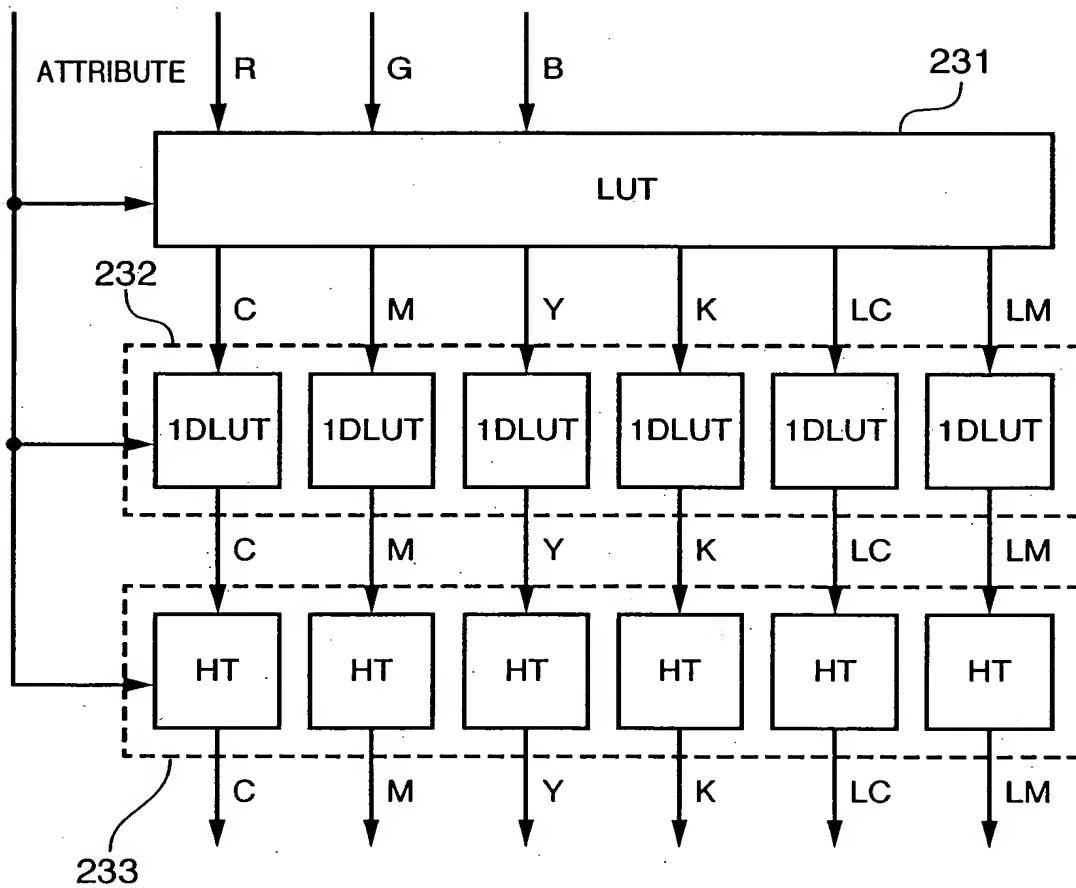 ATTRIBUTE R G B 231
LUT
232
C M Y K LC LM
1DLUT 1DLUT 1DLUT 1DLUT 1DLUT 1DLUT
C M Y K LC LM
HT HT HT HT HT HT
C M Y K LC LM
233